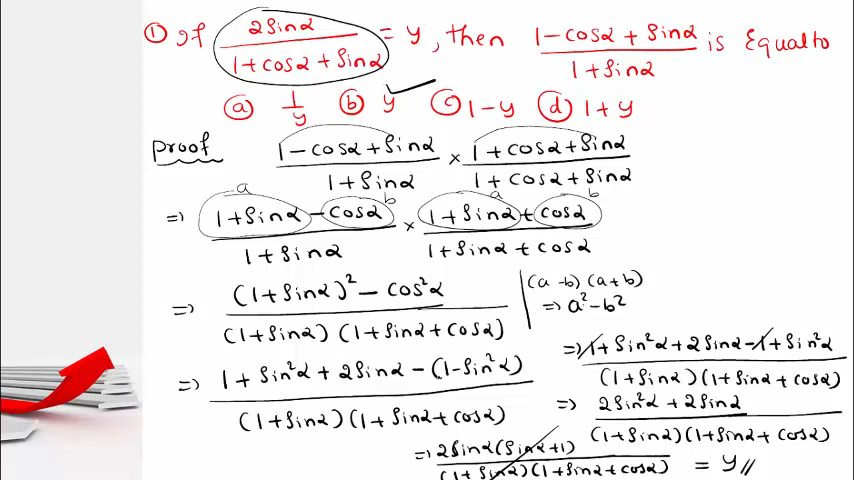 ① If 2sinα / (1+cosα+sinα) = y, then (1-cosα+sinα) / (1+sinα) is Equal to
ⓐ 1/y ⓑ y ⓒ 1-y ⓓ 1+y
Proof (1-cosα+sinα) / (1+sinα) × (1+cosα+sinα) / (1+cosα+sinα)
a b a b
⇒ (1+sinα-cosα) / (1+sinα) × (1+sinα+cosα) / (1+sinα+cosα)
⇒ ((1+sinα)² - cos²α) / ((1+sinα)(1+sinα+cosα))
(a-b)(a+b)
⇒ a²-b²
⇒ (1+sin²α+2sinα-(1-sin²α)) / ((1+sinα)(1+sinα+cosα))
⇒ (1+sin²α+2sinα-1+sin²α) / ((1+sinα)(1+sinα+cosα))
⇒ (2sin²α+2sinα) / ((1+sinα)(1+sinα+cosα))
⇒ 2sinα(sinα+1) / ((1+sinα)(1+sinα+cosα)) = y//